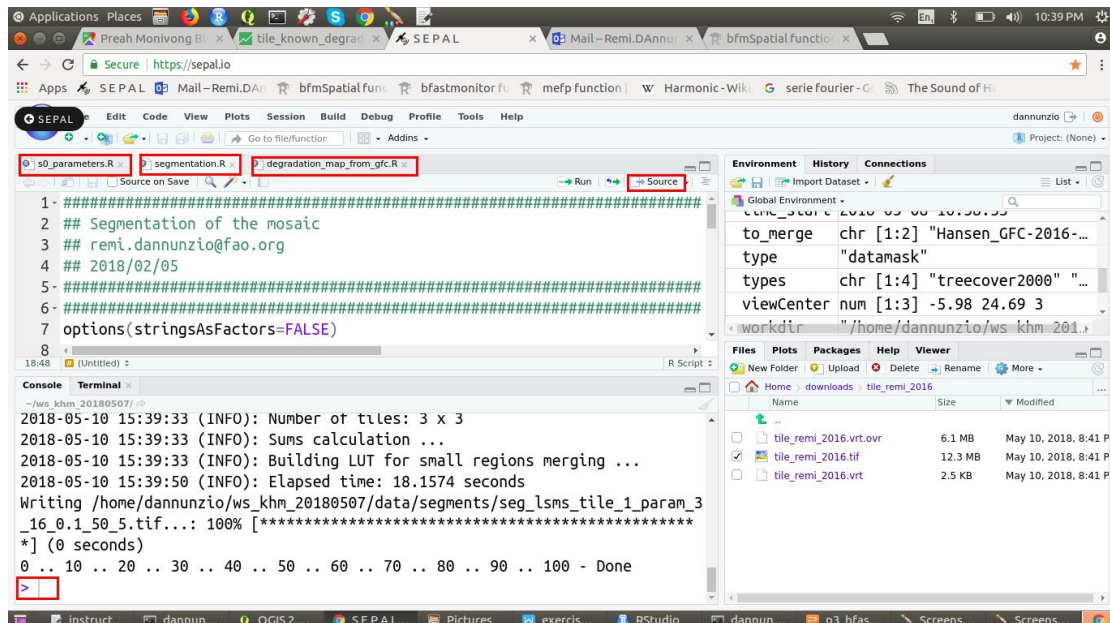 Applications Places En 10:39 PM
Preah Monivong Bl × tile_known_degrad × SEPAL × Mail – Remi.DAnnun × bfmSpatial function ×
Secure https://sepal.io
Apps SEPAL Mail – Remi.DAn bfmSpatial func bfastmonitor fu mefp function | W Harmonic - Wiki serie fourier - Go The Sound of Ha
SEPAL Edit Code View Plots Session Build Debug Profile Tools Help dannunzio
Go to file/function Addins Project: (None)
s0_parameters.R × segmentation.R × degradation_map_from_gfc.R ×
Source on Save Run Source
1 ########################################################################
2 ## Segmentation of the mosaic
3 ## remi.dannunzio@fao.org
4 ## 2018/02/05
5 ########################################################################
6 ########################################################################
7 options(stringsAsFactors=FALSE)
8
18:48 (Untitled) R Script
Console Terminal ×
~/ws_khm_20180507/
2018-05-10 15:39:33 (INFO): Number of tiles: 3 x 3
2018-05-10 15:39:33 (INFO): Sums calculation ...
2018-05-10 15:39:33 (INFO): Building LUT for small regions merging ...
2018-05-10 15:39:50 (INFO): Elapsed time: 18.1574 seconds
Writing /home/dannunzio/ws_khm_20180507/data/segments/seg_lsms_tile_1_param_3
_16_0.1_50_5.tif...: 100% [**************************************************
*] (0 seconds)
0 .. 10 .. 20 .. 30 .. 40 .. 50 .. 60 .. 70 .. 80 .. 90 .. 100 - Done
>
Environment History Connections
Import Dataset List
Global Environment
time_start
to_merge chr [1:2] "Hansen_GFC-2016-…
type "datamask"
types chr [1:4] "treecover2000" "…
viewCenter num [1:3] -5.98 24.69 3
workdir "/home/dannunzio/ws_khm_201…
Files Plots Packages Help Viewer
New Folder Upload Delete Rename More
Home downloads tile_remi_2016 ...
Name Size Modified
..
tile_remi_2016.vrt.ovr 6.1 MB May 10, 2018, 8:41 P
tile_remi_2016.tif 12.3 MB May 10, 2018, 8:41 P
tile_remi_2016.vrt 2.5 KB May 10, 2018, 8:41 P
instruct... dannun... QGIS 2... SEPAL Pictures exercis... RStudio dannun... p3_bfas... Screens... Screens...